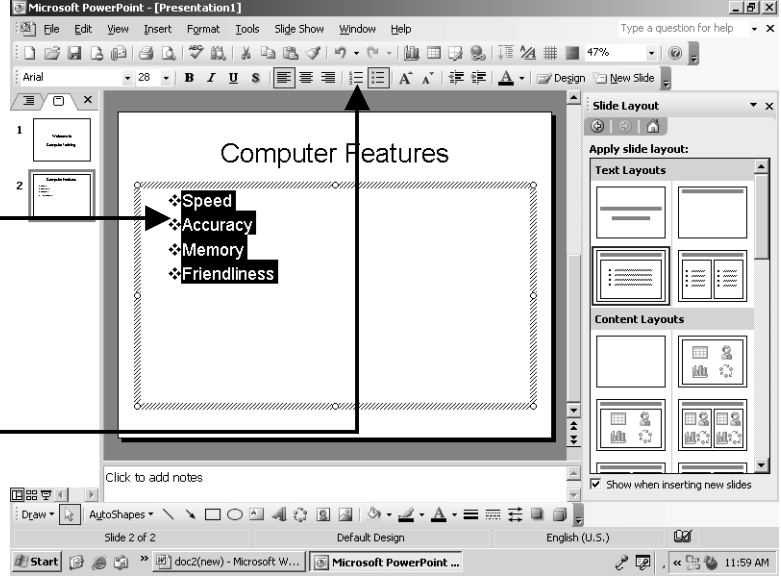 Microsoft PowerPoint - [Presentation1]
File Edit View Insert Format Tools Slide Show Window Help Type a question for help
47%
Arial 28 B I U S A A A Design New Slide
Slide Layout
1
Apply slide layout:
Text Layouts
Computer Features
2
Speed
Accuracy
Memory
Friendliness
Content Layouts
Click to add notes
Show when inserting new slides
Draw AutoShapes A
Slide 2 of 2 Default Design English (U.S.)
Start doc2(new) - Microsoft W... Microsoft PowerPoint ... 11:59 AM